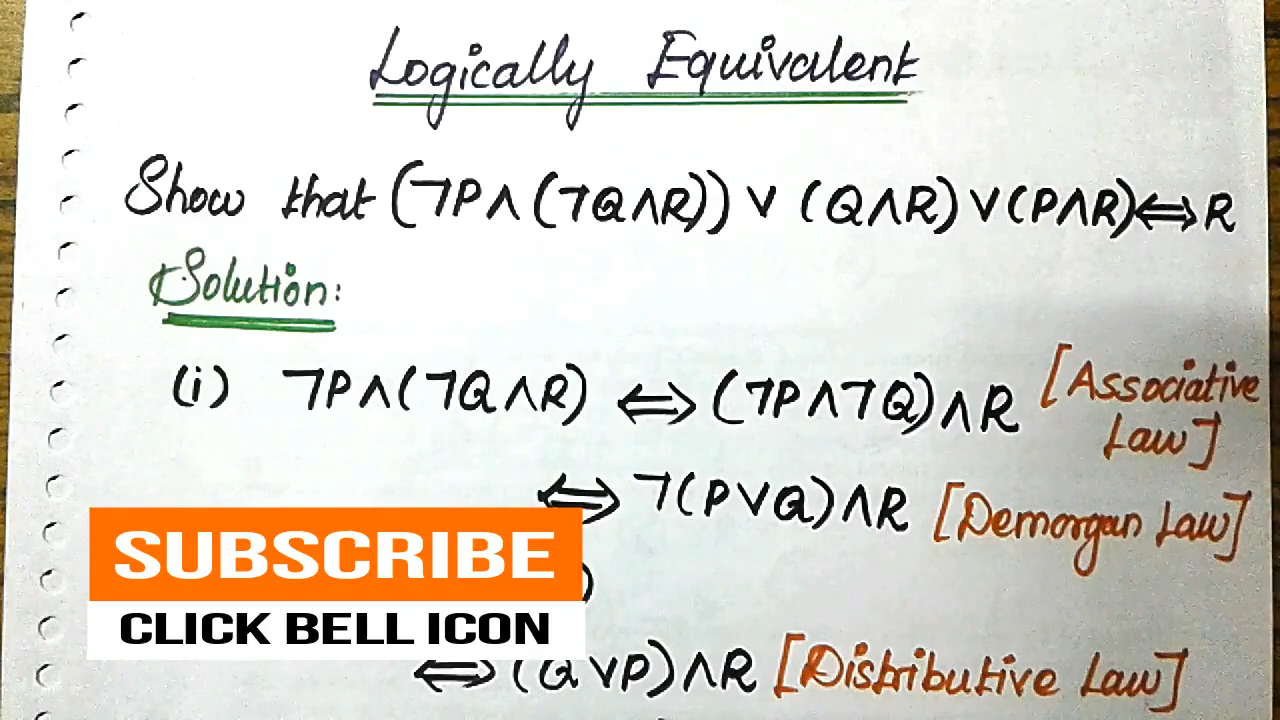 Logically Equivalent
Show that (¬P∧(¬Q∧R)) ∨ (Q∧R)∨(P∧R)⟺R
Solution:
(i) ¬P∧(¬Q∧R) ⟺ (¬P∧¬Q)∧R [Associative Law]
⟺ ¬(P∨Q)∧R [Demorgan Law]
SUBSCRIBE
)
CLICK BELL ICON
⟺ (Q∨P)∧R [Distributive Law]